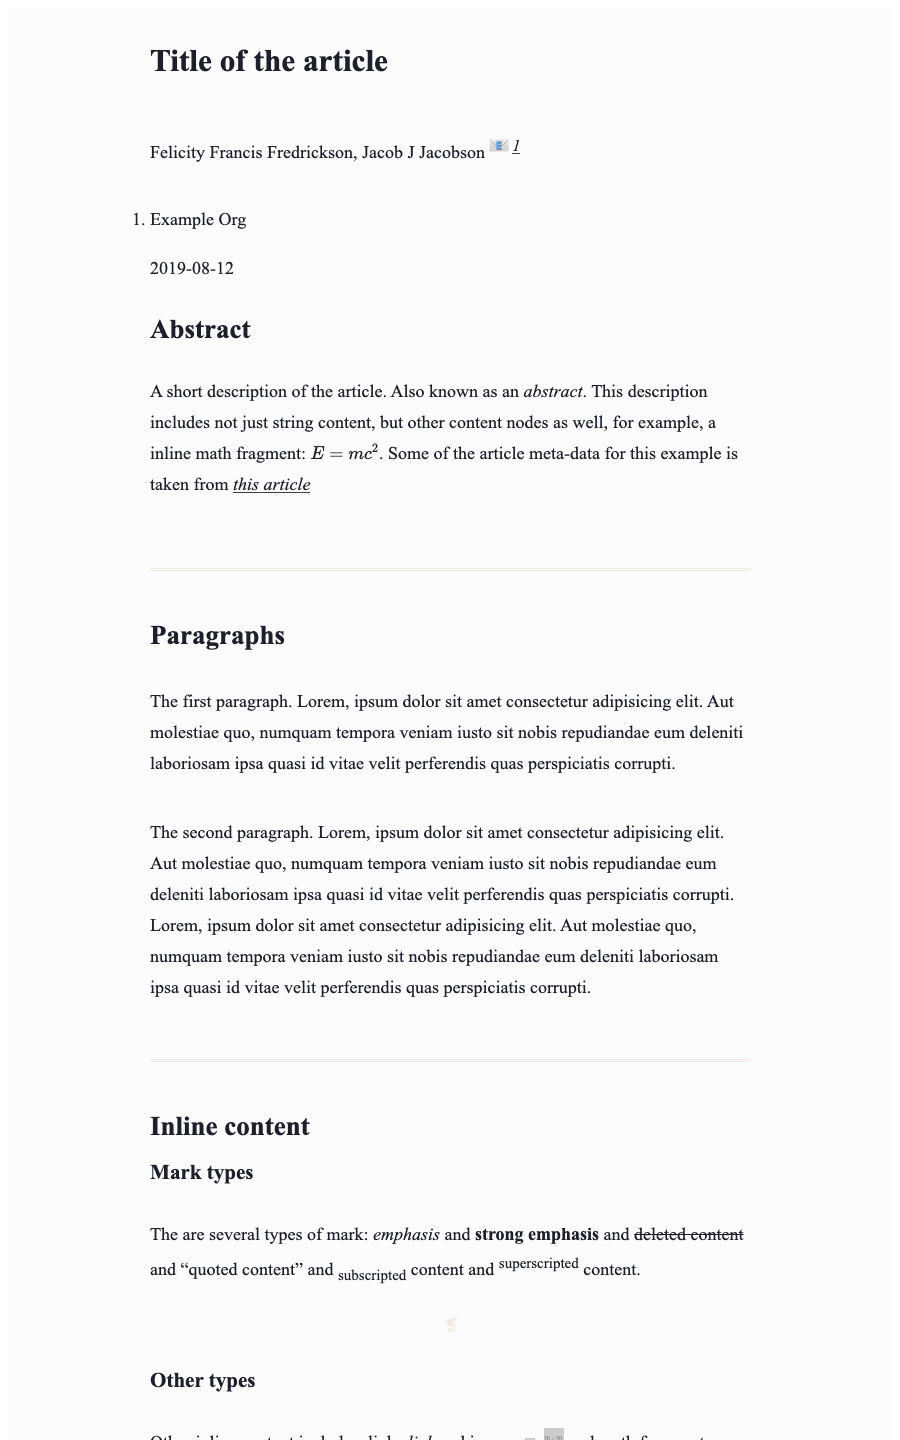 Title of the article
Felicity Francis Fredrickson, Jacob J Jacobson 1
1. Example Org
2019-08-12
Abstract
A short description of the article. Also known as an abstract. This description
includes not just string content, but other content nodes as well, for example, a
inline math fragment: E = mc². Some of the article meta-data for this example is
taken from this article
Paragraphs
The first paragraph. Lorem, ipsum dolor sit amet consectetur adipisicing elit. Aut
molestiae quo, numquam tempora veniam iusto sit nobis repudiandae eum deleniti
laboriosam ipsa quasi id vitae velit perferendis quas perspiciatis corrupti.
The second paragraph. Lorem, ipsum dolor sit amet consectetur adipisicing elit.
Aut molestiae quo, numquam tempora veniam iusto sit nobis repudiandae eum
deleniti laboriosam ipsa quasi id vitae velit perferendis quas perspiciatis corrupti.
Lorem, ipsum dolor sit amet consectetur adipisicing elit. Aut molestiae quo,
numquam tempora veniam iusto sit nobis repudiandae eum deleniti laboriosam
ipsa quasi id vitae velit perferendis quas perspiciatis corrupti.
Inline content
Mark types
The are several types of mark: emphasis and strong emphasis and deleted content
and “quoted content” and subscripted content and superscripted content.
¶
Other types